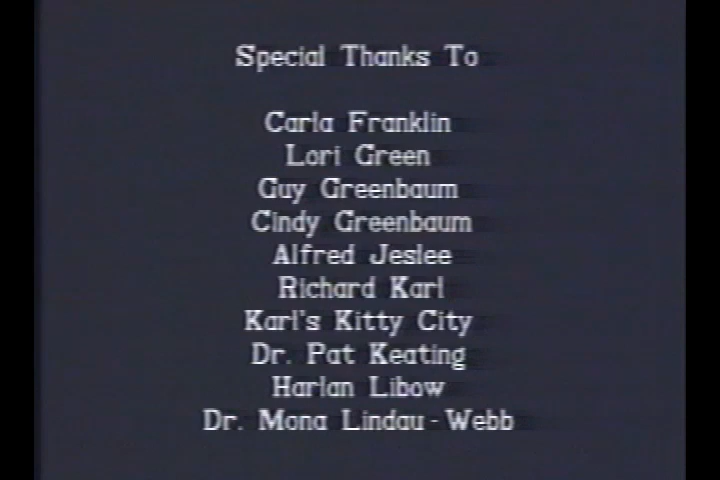 Special Thanks To
Carla Franklin
Lori Green
Guy Greenbaum
Cindy Greenbaum
Alfred Jeslee
Richard Karl
Karl's Kitty City
Dr. Pat Keating
Harlan Libow
Dr. Mona Lindau-Webb